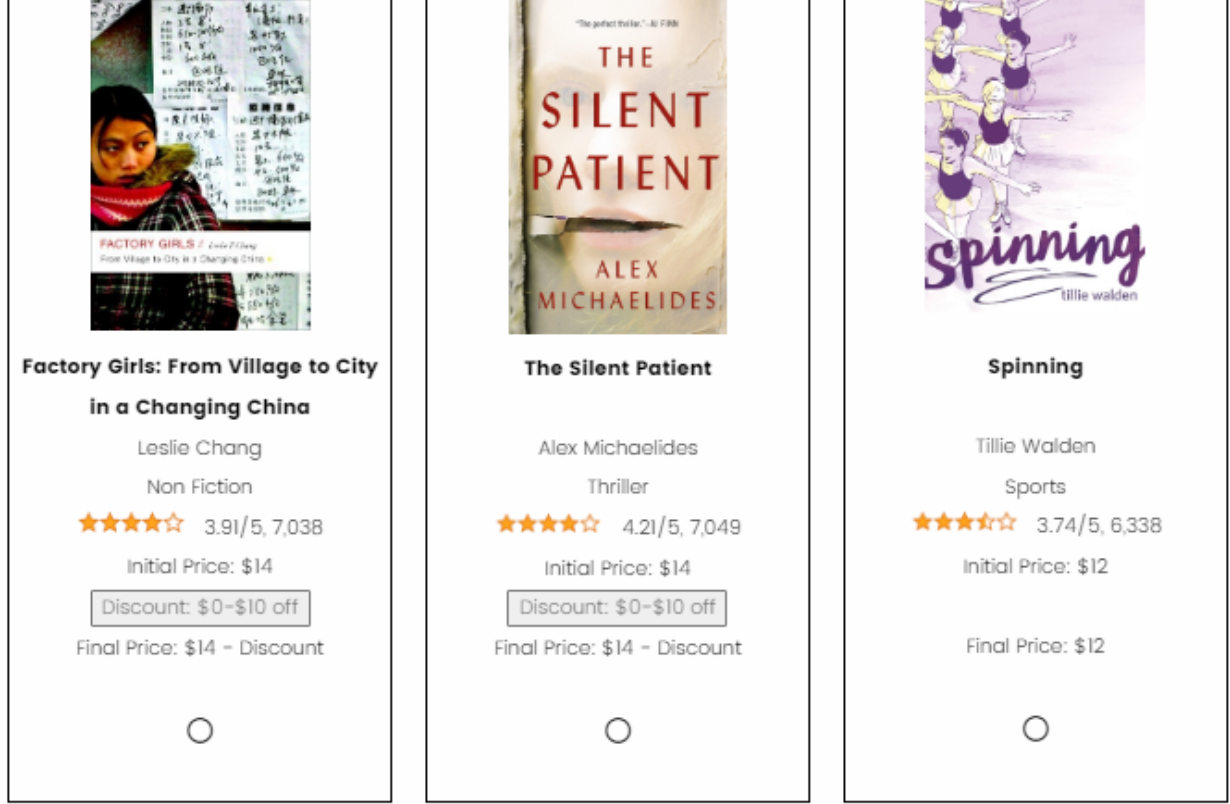 FACTORY GIRLS // Leslie T. Chang
From Village to City in a Changing China
Factory Girls: From Village to City
in a Changing China
Leslie Chang
Non Fiction
3.91/5, 7,038
Initial Price: $14
Discount: $0-$10 off
Final Price: $14 - Discount
"The perfect thriller." - AJ FINN
THE
SILENT
PATIENT
ALEX
MICHAELIDES
The Silent Patient
Alex Michaelides
Thriller
4.21/5, 7,049
Initial Price: $14
Discount: $0-$10 off
Final Price: $14 - Discount
Spinning
tillie walden
Spinning
Tillie Walden
Sports
3.74/5, 6,338
Initial Price: $12
Final Price: $12